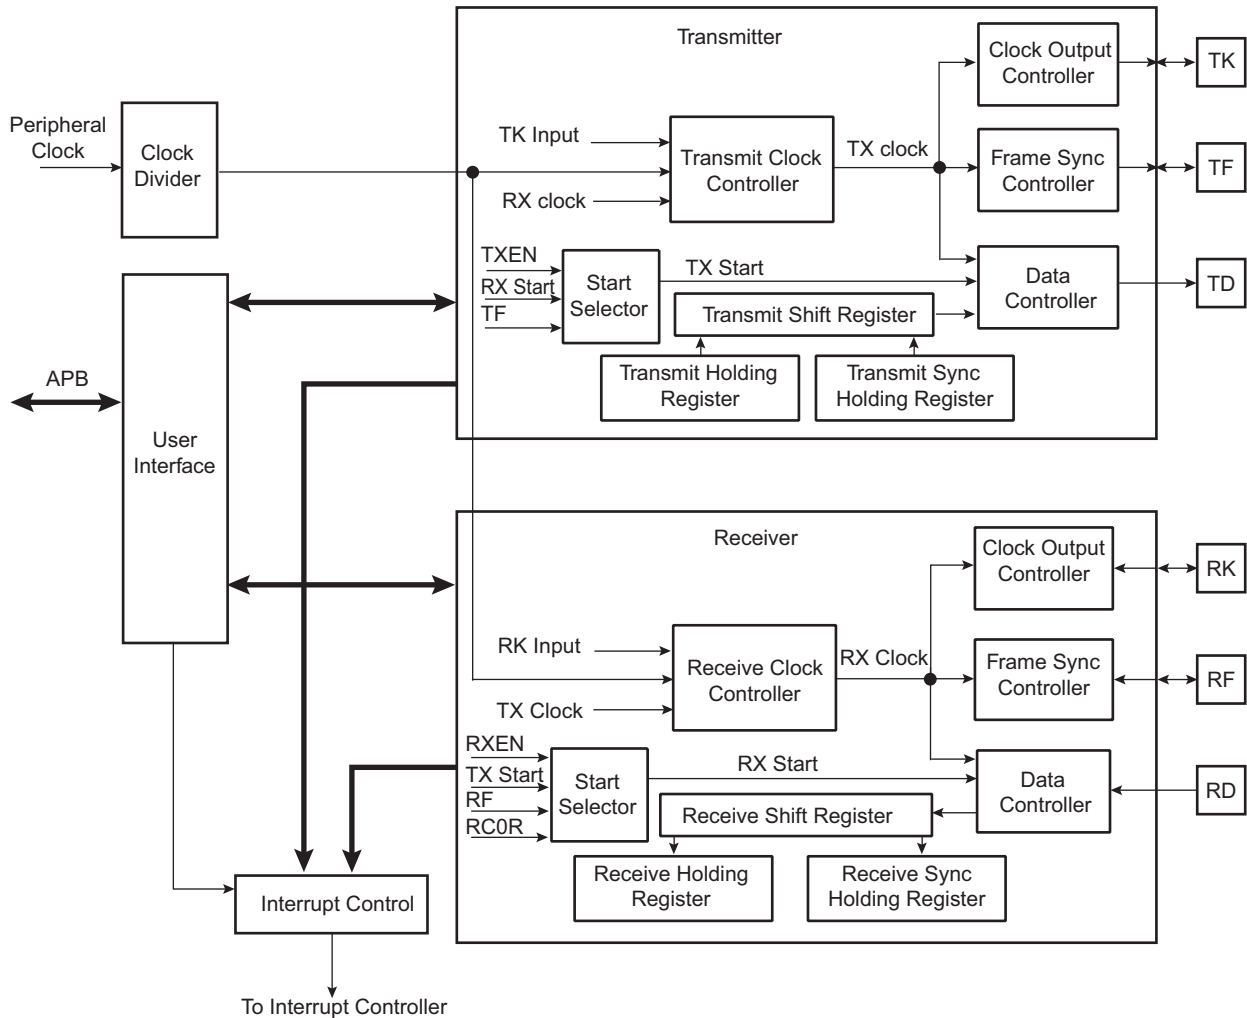 Transmitter
Clock Output
Controller
TK
Peripheral
Clock
Clock
Divider
TK Input
Transmit Clock
Controller
RX clock
TX clock
Frame Sync
Controller
TF
TXEN
RX Start
TF
Start
Selector
TX Start
Data
Controller
TD
Transmit Shift Register
Transmit Holding
Register
Transmit Sync
Holding Register
APB
User
Interface
Receiver
Clock Output
Controller
RK
RK Input
Receive Clock
Controller
TX Clock
RX Clock
Frame Sync
Controller
RF
RXEN
TX Start
RF
RC0R
Start
Selector
RX Start
Data
Controller
RD
Receive Shift Register
Receive Holding
Register
Receive Sync
Holding Register
Interrupt Control
To Interrupt Controller